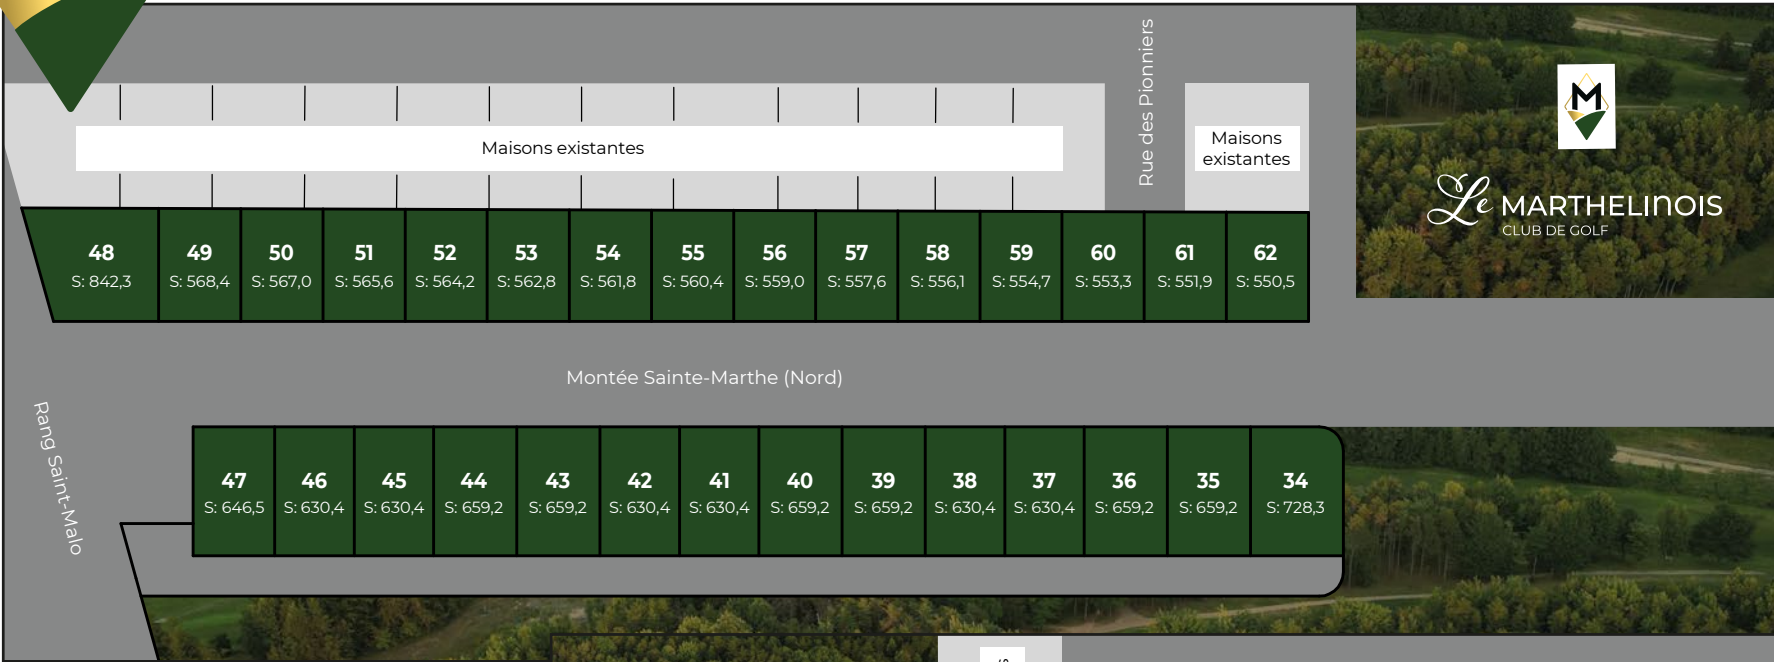 Rue des Pionniers
Maisons existantes
Maisons
existantes
M
Le MARTHELINOIS
CLUB DE GOLF
48
S: 842,3
49
S: 568,4
50
S: 567,0
51
S: 565,6
52
S: 564,2
53
S: 562,8
54
S: 561,8
55
S: 560,4
56
S: 559,0
57
S: 557,6
58
S: 556,1
59
S: 554,7
60
S: 553,3
61
S: 551,9
62
S: 550,5
Montée Sainte-Marthe (Nord)
Rang Saint-Malo
47
S: 646,5
46
S: 630,4
45
S: 630,4
44
S: 659,2
43
S: 659,2
42
S: 630,4
41
S: 630,4
40
S: 659,2
39
S: 659,2
38
S: 630,4
37
S: 630,4
36
S: 659,2
35
S: 659,2
34
S: 728,3